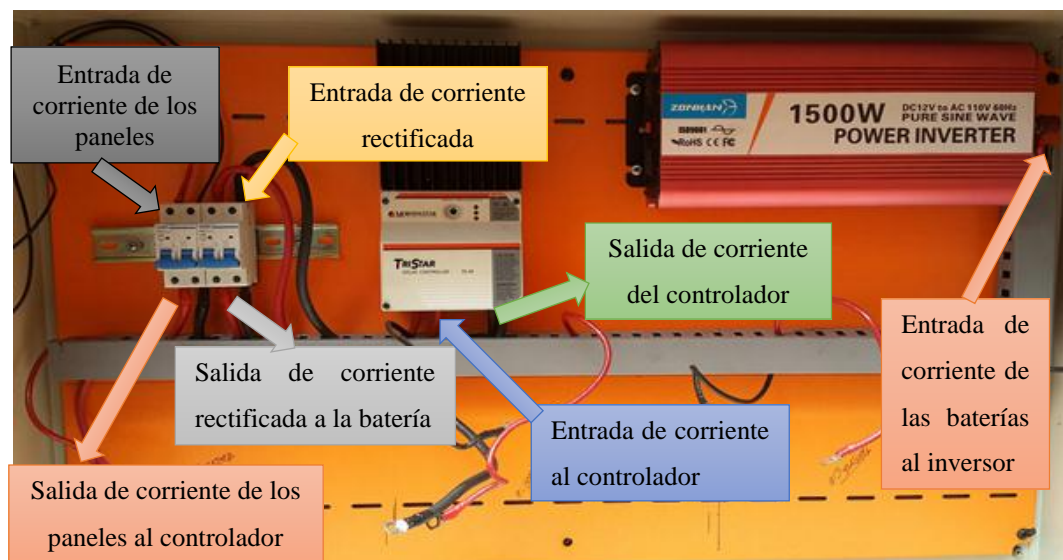 Entrada de
corriente de los
paneles
Entrada de corriente
rectificada
ZONHAN
ISO9001
RoHS CE FC
1500W
DC12V to AC 110V 60Hz
PURE SINE WAVE
POWER INVERTER
MORNINGSTAR
TRISTAR
SOLAR CONTROLLER
Salida de corriente
del controlador
Entrada de
corriente de
las baterías
al inversor
Salida de corriente
rectificada a la batería
Entrada de corriente
al controlador
Salida de corriente de los
paneles al controlador